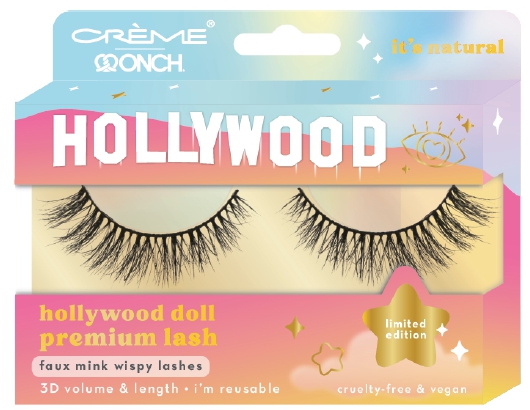 CRÈME®
QONCH.
it's natural
HOLLYWOOD
hollywood doll
premium lash
limited
edition
faux mink wispy lashes
3D volume & length • i'm reusable
cruelty-free & vegan